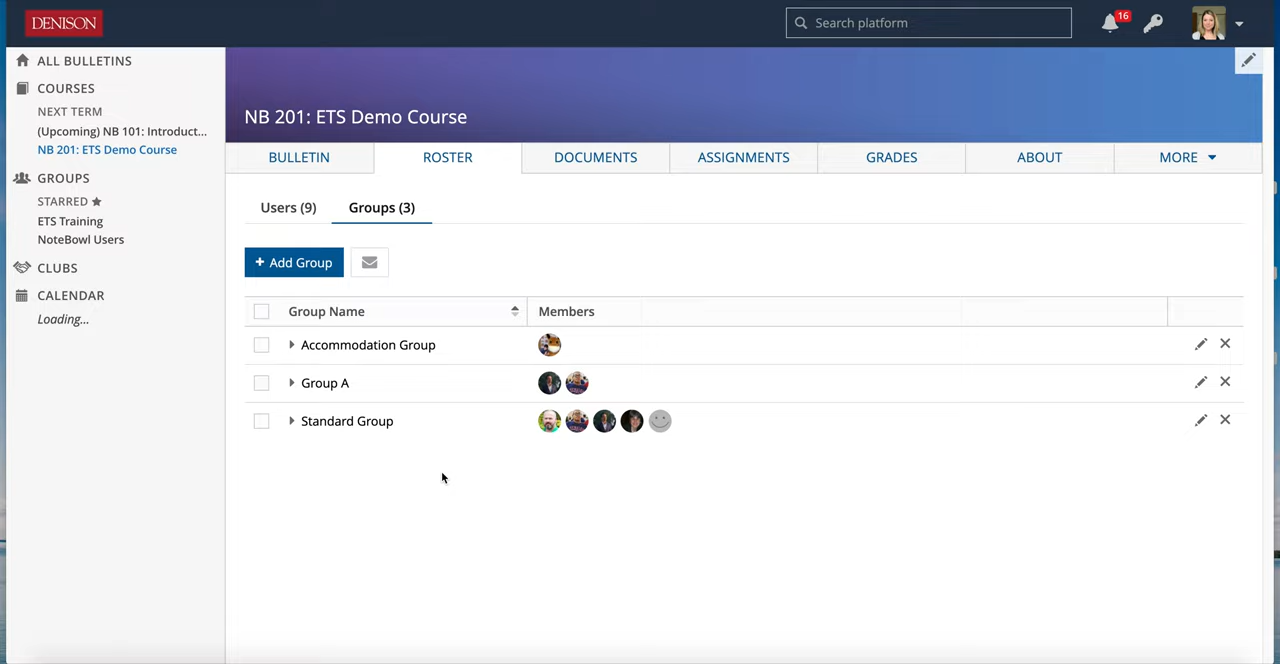 DENISON
Search platform
16
ALL BULLETINS
COURSES
NEXT TERM
(Upcoming) NB 101: Introduct...
NB 201: ETS Demo Course
GROUPS
STARRED
ETS Training
NoteBowl Users
CLUBS
CALENDAR
Loading...
NB 201: ETS Demo Course
BULLETIN
ROSTER
DOCUMENTS
ASSIGNMENTS
GRADES
ABOUT
MORE
Users (9)
Groups (3)
+ Add Group
Group Name
Members
Accommodation Group
Group A
Standard Group